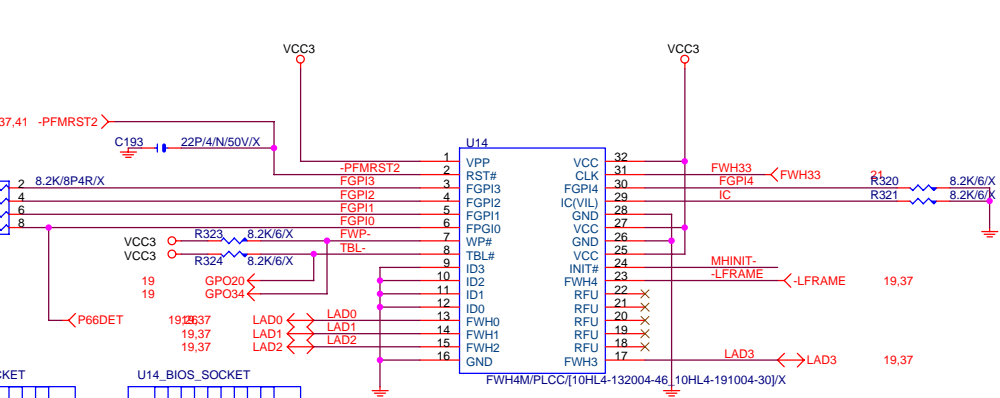 VCC3
VCC3
37,41 -PFMRST2
C193 22P/4/N/50V/X
U14
1 VPP VCC 32
-PFMRST2 2 RST# CLK 31 FWH33 FWH33 21
2 8.2K/8P4R/X FGPI3 3 FGPI3 FGPI4 30 FGPI4 R320 8.2K/6/X
4 FGPI2 4 FGPI2 IC(VIL) 29 IC R321 8.2K/6/X
6 FGPI1 5 FGPI1 GND 28
8 FGPI0 6 FPGI0 VCC 27
VCC3 R323 8.2K/6/X FWP- 7 WP# GND 26
VCC3 R324 8.2K/6/X TBL- 8 TBL# VCC 25
9 ID3 INIT# 24 MHINIT-
19 GPO20 10 ID2 FWH4 23 -LFRAME -LFRAME 19,37
19 GPO34 11 ID1 RFU 22
12 ID0 RFU 21
P66DET LAD0 LAD0 13 FWH0 RFU 20
19,37 LAD1 LAD1 14 FWH1 RFU 19
19,37 LAD2 LAD2 15 FWH2 RFU 18
16 GND FWH3 17 LAD3 LAD3 19,37
CKET U14_BIOS_SOCKET FWH4M/PLCC/[10HL4-132004-46_10HL4-191004-30]/X